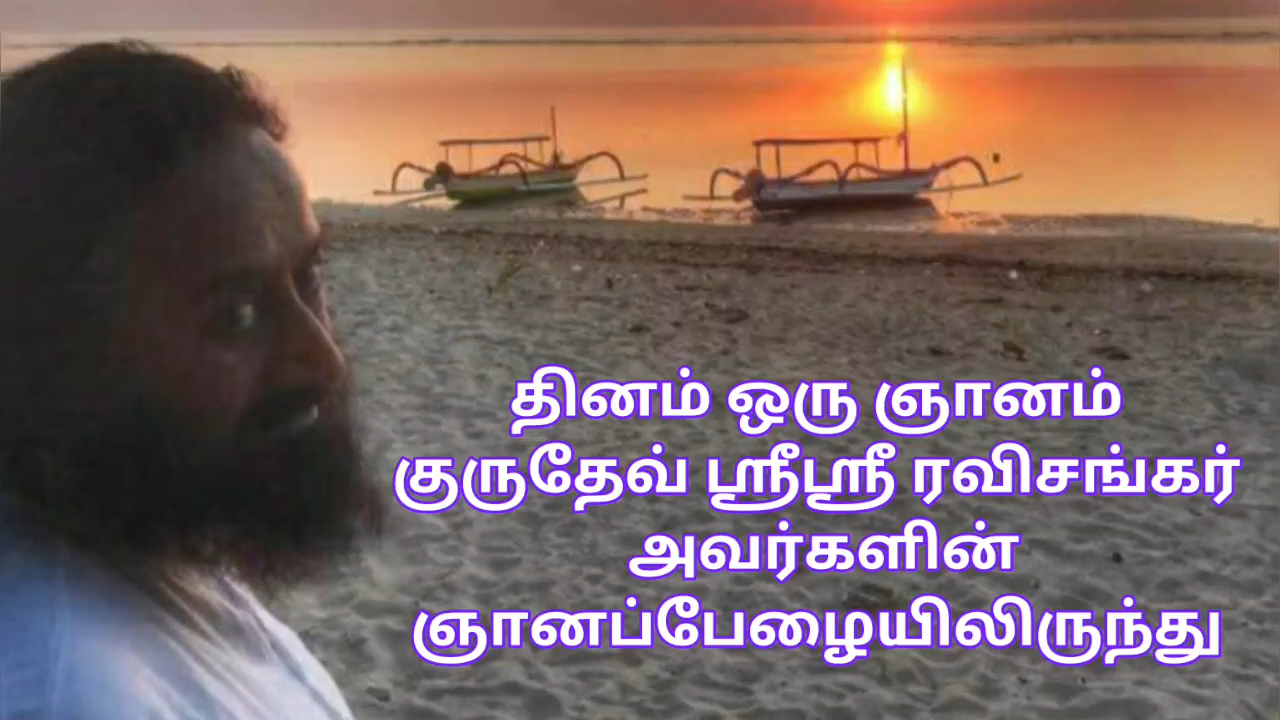 தினம் ஒரு ஞானம்
குருதேவ் ஸ்ரீஸ்ரீ ரவிசங்கர்
அவர்களின்
ஞானப்பேழையிலிருந்து